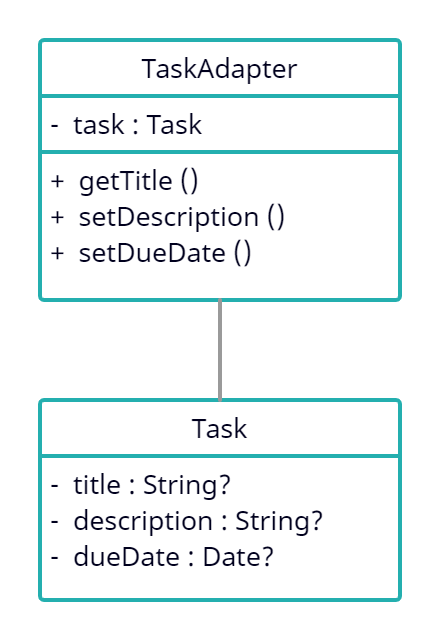 TaskAdapter
- task : Task
+ getTitle ()
+ setDescription ()
+ setDueDate ()
Task
- title : String?
- description : String?
- dueDate : Date?